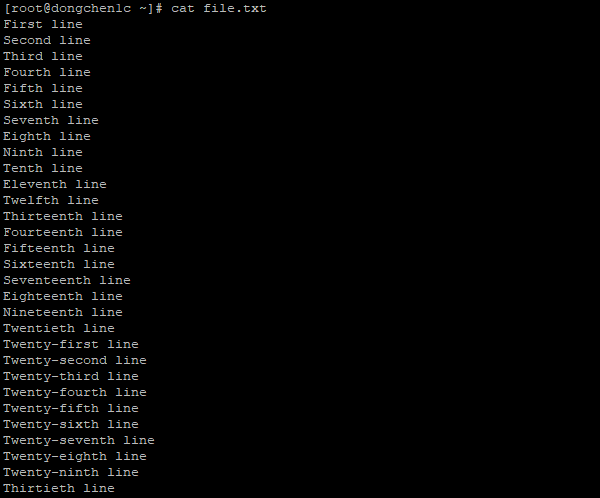 [root@dongchenlc ~]# cat file.txt
First line
Second line
Third line
Fourth line
Fifth line
Sixth line
Seventh line
Eighth line
Ninth line
Tenth line
Eleventh line
Twelfth line
Thirteenth line
Fourteenth line
Fifteenth line
Sixteenth line
Seventeenth line
Eighteenth line
Nineteenth line
Twentieth line
Twenty-first line
Twenty-second line
Twenty-third line
Twenty-fourth line
Twenty-fifth line
Twenty-sixth line
Twenty-seventh line
Twenty-eighth line
Twenty-ninth line
Thirtieth line